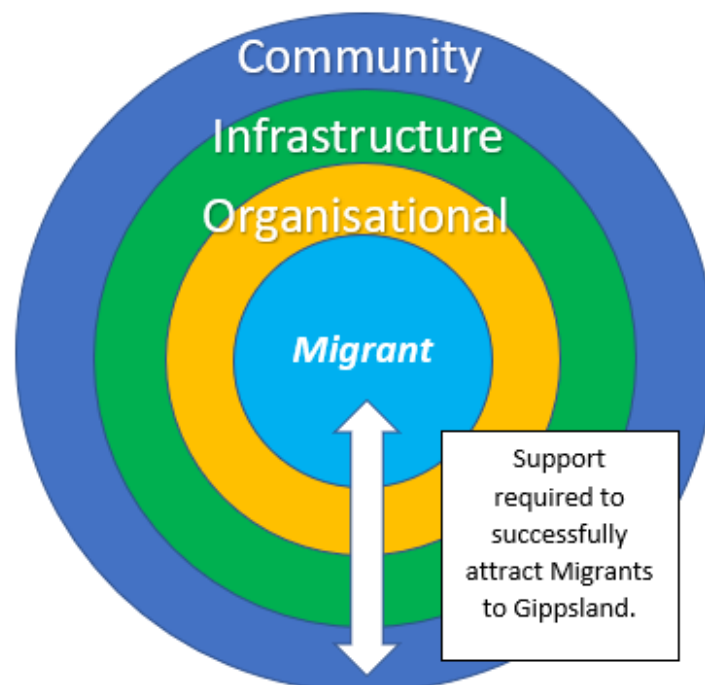 Community
Infrastructure
Organisational
Migrant
Support
required to
successfully
attract Migrants
to Gippsland.